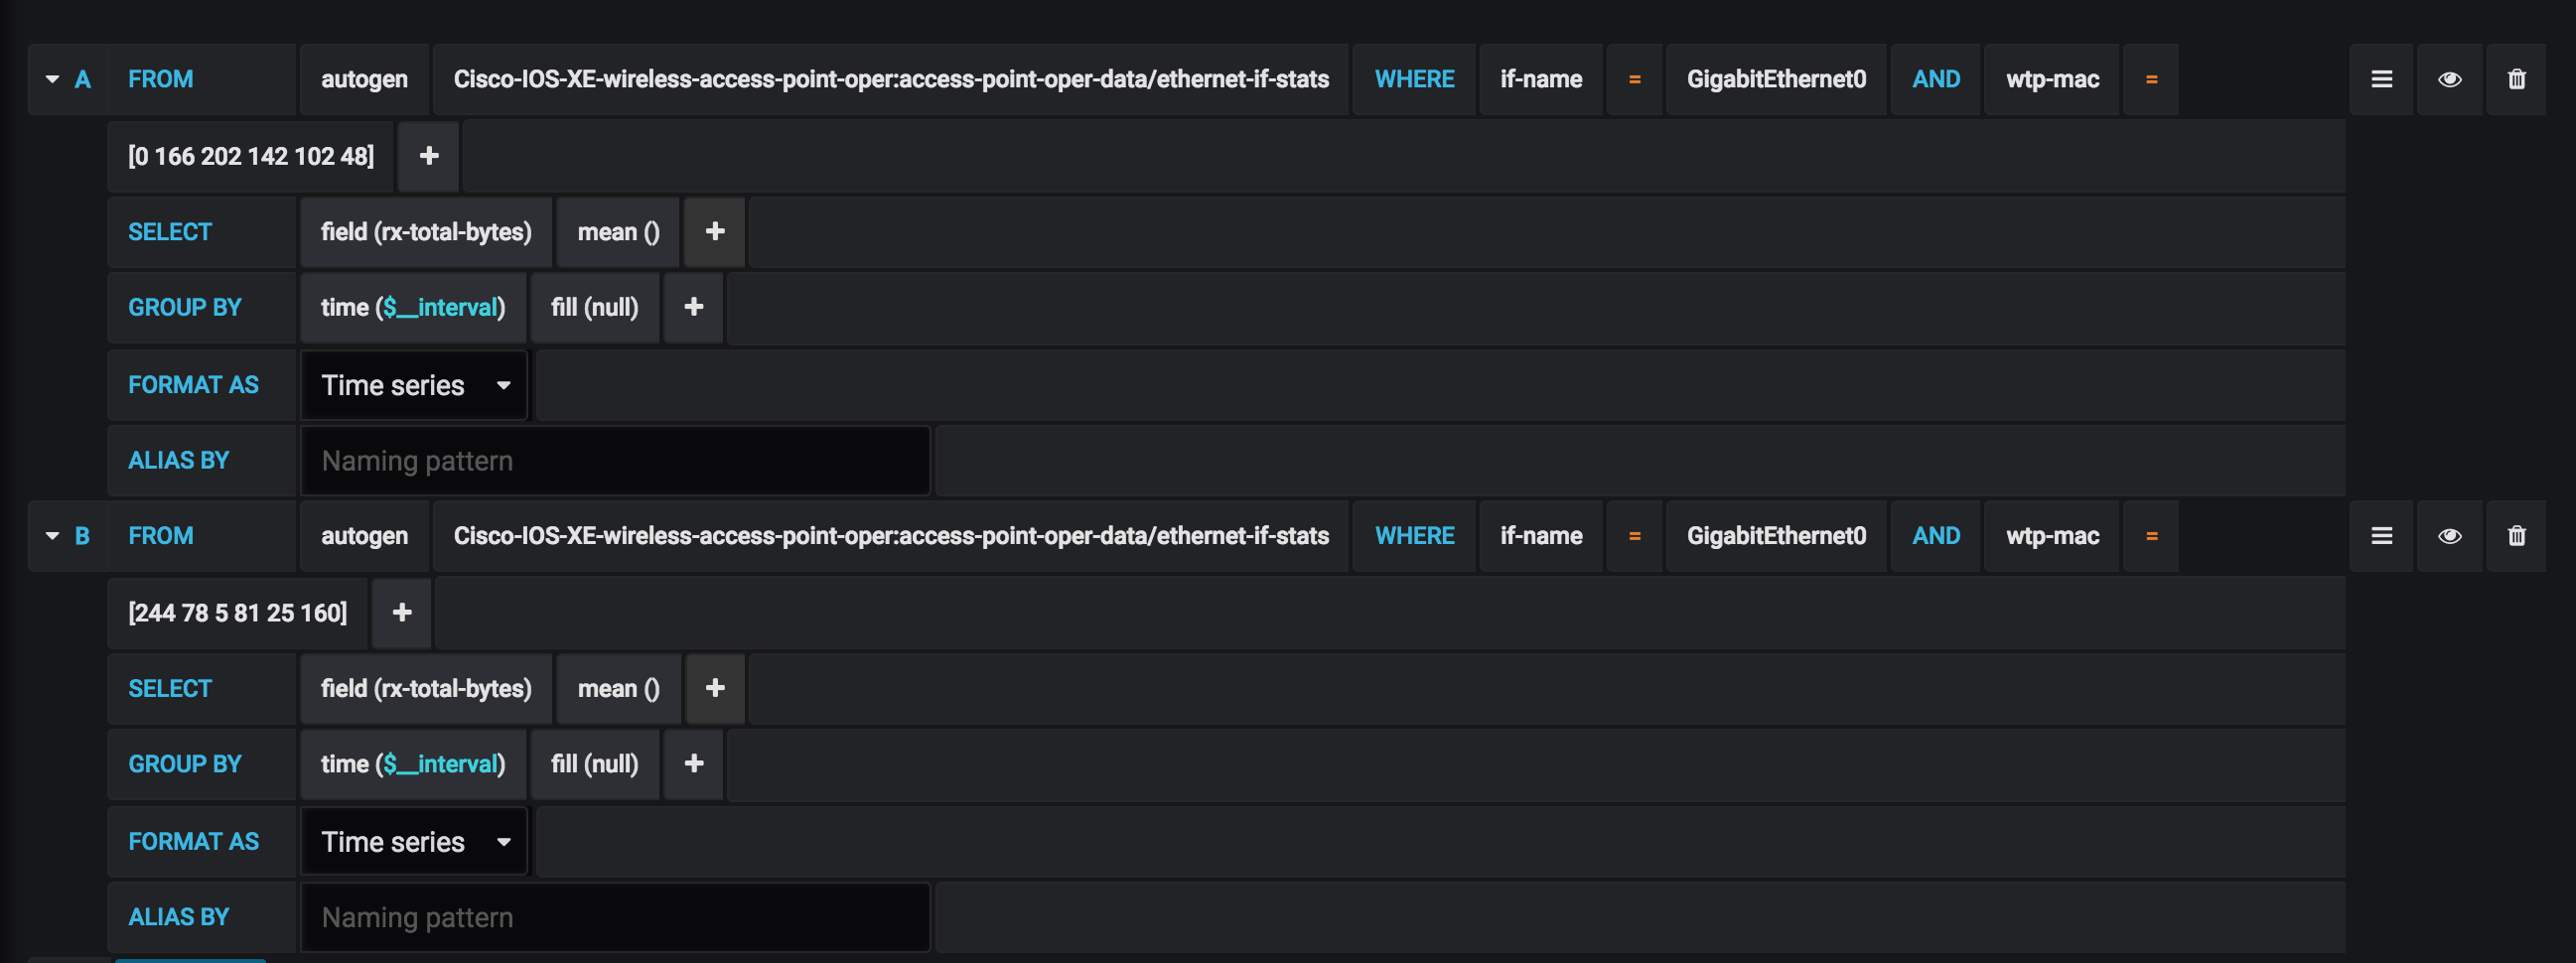 A FROM autogen Cisco-IOS-XE-wireless-access-point-oper:access-point-oper-data/ethernet-if-stats WHERE if-name = GigabitEthernet0 AND wtp-mac =
[0 166 202 142 102 48] +
SELECT field (rx-total-bytes) mean () +
GROUP BY time ($__interval) fill (null) +
FORMAT AS Time series
ALIAS BY Naming pattern
B FROM autogen Cisco-IOS-XE-wireless-access-point-oper:access-point-oper-data/ethernet-if-stats WHERE if-name = GigabitEthernet0 AND wtp-mac =
[244 78 5 81 25 160] +
SELECT field (rx-total-bytes) mean () +
GROUP BY time ($__interval) fill (null) +
FORMAT AS Time series
ALIAS BY Naming pattern